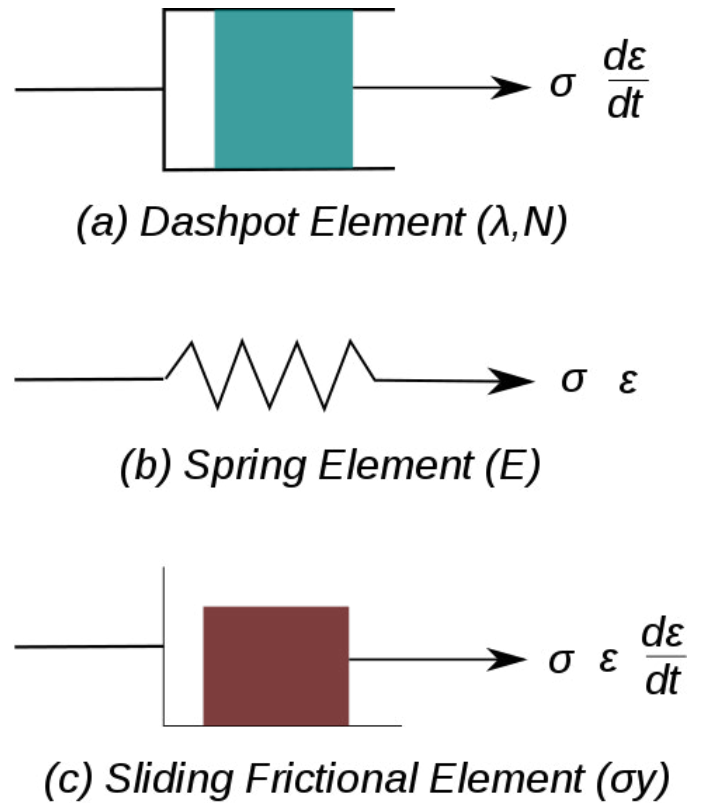 σ dε/dt
(a) Dashpot Element (λ,N)
σ ε
(b) Spring Element (E)
σ ε dε/dt
(c) Sliding Frictional Element (σy)